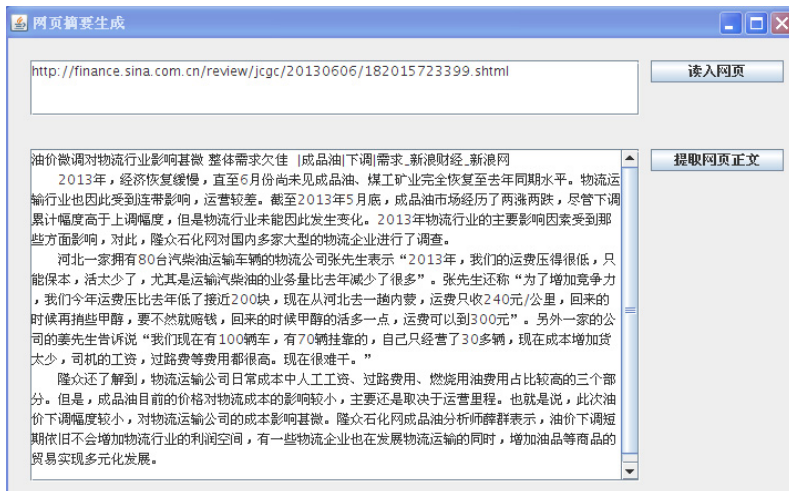 网页摘要生成
http://finance.sina.com.cn/review/jcgc/20130606/182015723399.shtml
读入网页
油价微调对物流行业影响甚微 整体需求欠佳 |成品油|下调|需求_新浪财经_新浪网
提取网页正文
2013年，经济恢复缓慢，直至6月份尚未见成品油、煤工矿业完全恢复至去年同期水平。物流运
输行业也因此受到连带影响，运营较差。截至2013年5月底，成品油市场经历了两涨两跌，尽管下调
累计幅度高于上调幅度，但是物流行业未能因此发生变化。2013年物流行业的主要影响因素受到那
些方面影响，对此，隆众石化网对国内多家大型的物流企业进行了调查。
河北一家拥有80台汽柴油运输车辆的物流公司张先生表示“2013年，我们的运费压得很低，只
能保本，活太少了，尤其是运输汽柴油的业务量比去年减少了很多”。张先生还称“为了增加竞争力
，我们今年运费压比去年低了接近200块，现在从河北去一趟内蒙，运费只收240元/公里，回来的
时候再捎些甲醇，要不然就赔钱，回来的时候甲醇的活多一点，运费可以到300元”。另外一家的公
司的姜先生告诉说“我们现在有100辆车，有70辆挂靠的，自己只经营了30多辆，现在成本增加货
太少，司机的工资，过路费等费用都很高。现在很难干。”
隆众还了解到，物流运输公司日常成本中人工工资、过路费用、燃烧用油费用占比较高的三个部
分。但是，成品油目前的价格对物流成本的影响较小，主要还是取决于运营里程。也就是说，此次油
价下调幅度较小，对物流运输公司的成本影响甚微。隆众石化网成品油分析师薛群表示，油价下调短
期依旧不会增加物流行业的利润空间，有一些物流企业也在发展物流运输的同时，增加油品等商品的
贸易实现多元化发展。